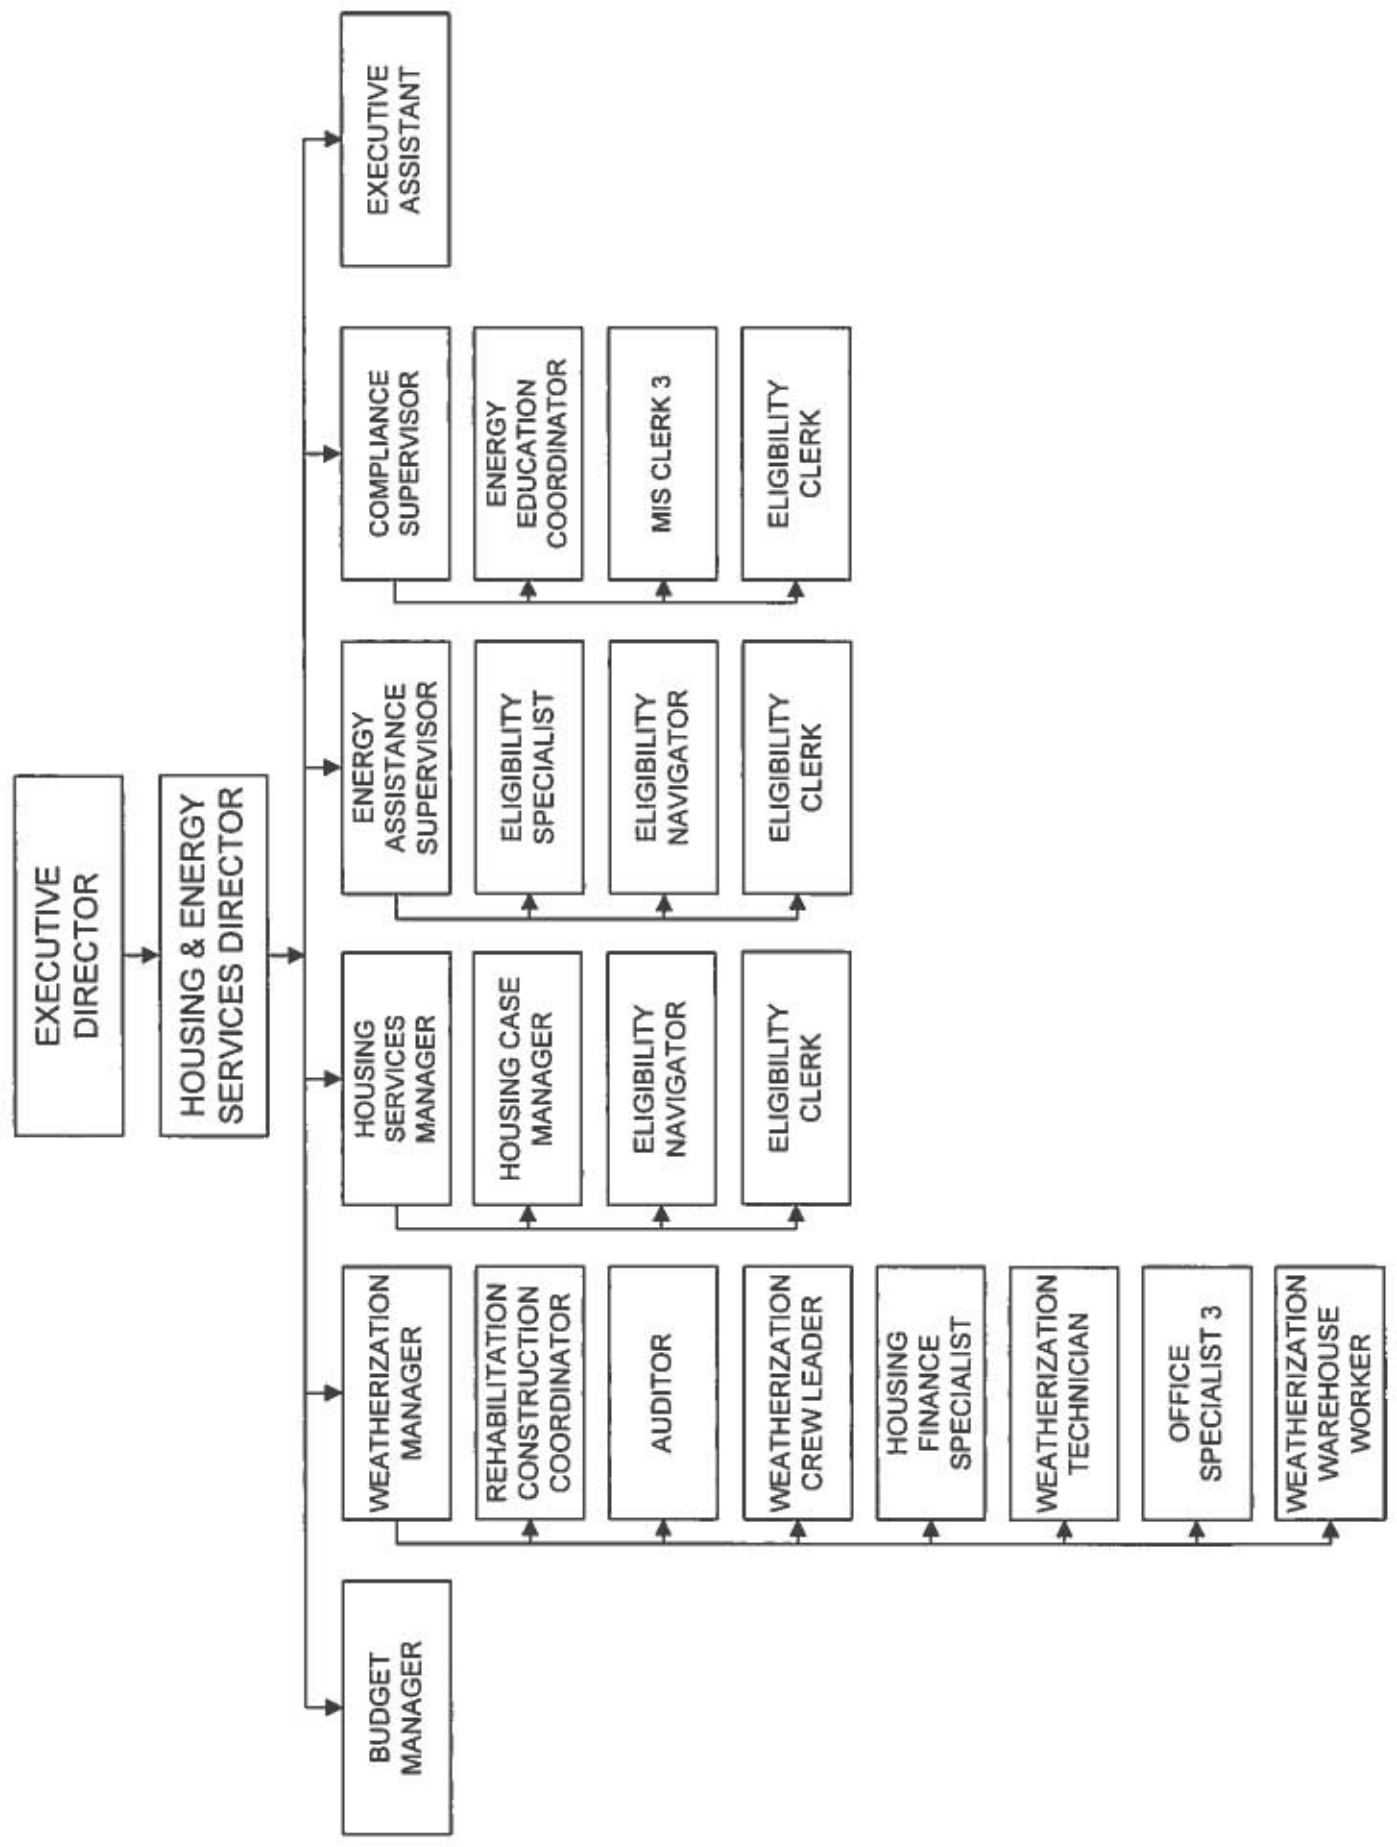 EXECUTIVE
DIRECTOR
HOUSING & ENERGY
SERVICES DIRECTOR
BUDGET
MANAGER
WEATHERIZATION
MANAGER
REHABILITATION
CONSTRUCTION
COORDINATOR
AUDITOR
WEATHERIZATION
CREW LEADER
HOUSING
FINANCE
SPECIALIST
WEATHERIZATION
TECHNICIAN
OFFICE
SPECIALIST 3
WEATHERIZATION
WAREHOUSE
WORKER
HOUSING
SERVICES
MANAGER
HOUSING CASE
MANAGER
ELIGIBILITY
NAVIGATOR
ELIGIBILITY
CLERK
ENERGY
ASSISTANCE
SUPERVISOR
ELIGIBILITY
SPECIALIST
ELIGIBILITY
NAVIGATOR
ELIGIBILITY
CLERK
COMPLIANCE
SUPERVISOR
ENERGY
EDUCATION
COORDINATOR
MIS CLERK 3
ELIGIBILITY
CLERK
EXECUTIVE
ASSISTANT